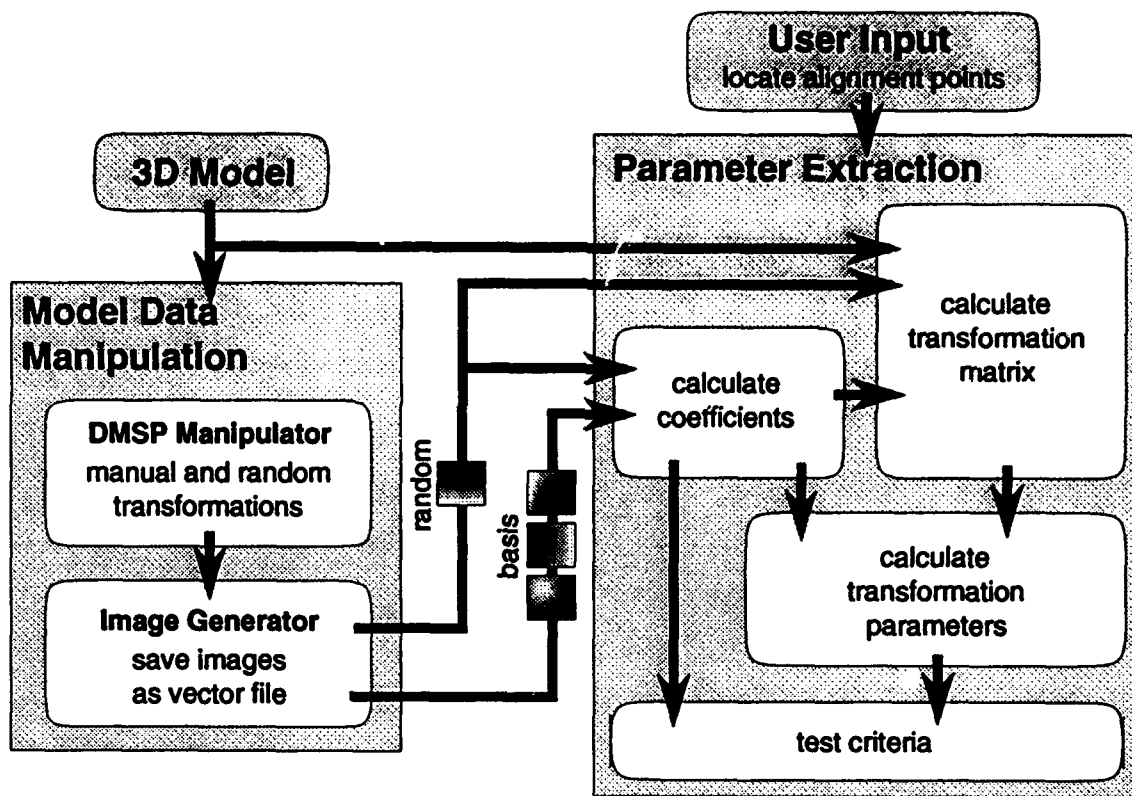 User Input
locate alignment points
3D Model
Parameter Extraction
Model Data
Manipulation
calculate
transformation
matrix
calculate
coefficients
DMSP Manipulator
manual and random
transformations
random
basis
calculate
transformation
parameters
Image Generator
save images
as vector file
test criteria